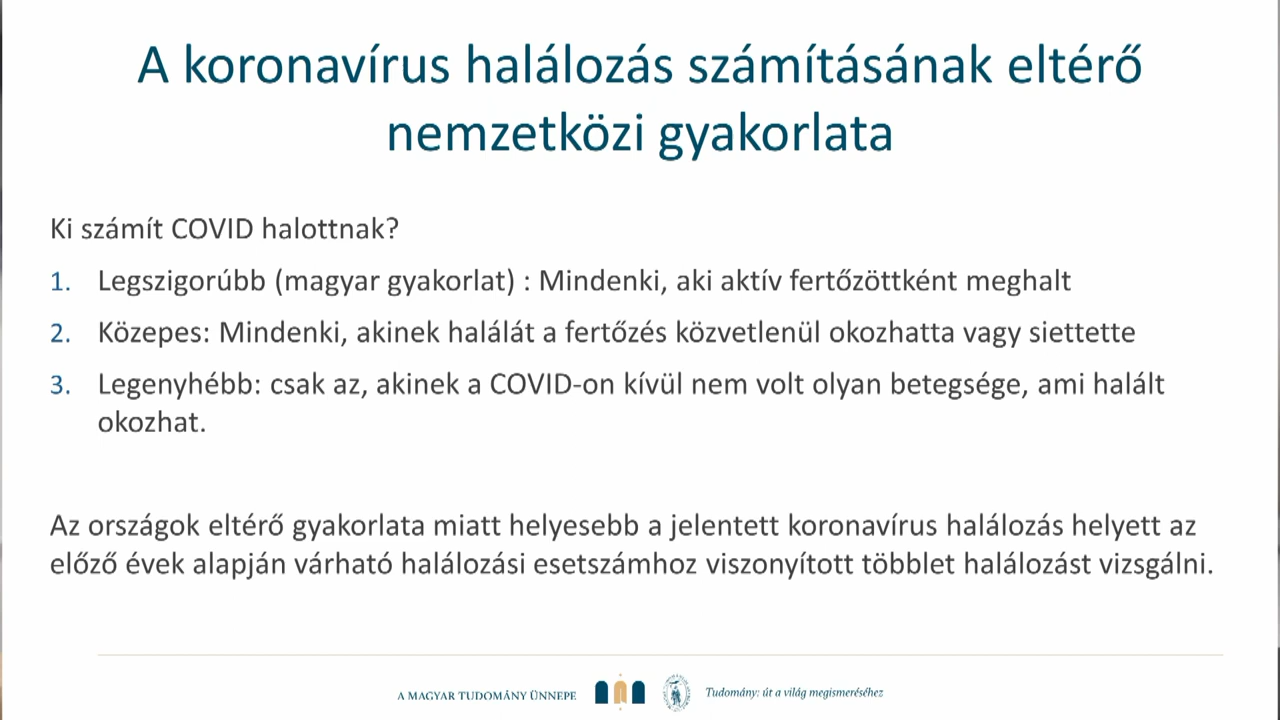 A koronavírus halálozás számításának eltérő
nemzetközi gyakorlata
Ki számít COVID halottnak?
1. Legszigorúbb (magyar gyakorlat) : Mindenki, aki aktív fertőzöttként meghalt
2. Közepes: Mindenki, akinek halálát a fertőzés közvetlenül okozhatta vagy siettette
3. Legenyhébb: csak az, akinek a COVID-on kívül nem volt olyan betegsége, ami halált
okozhat.
Az országok eltérő gyakorlata miatt helyesebb a jelentett koronavírus halálozás helyett az
előző évek alapján várható halálozási esetszámhoz viszonyított többlet halálozást vizsgálni.
A MAGYAR TUDOMÁNY ÜNNEPE
Tudomány: út a világ megismeréséhez